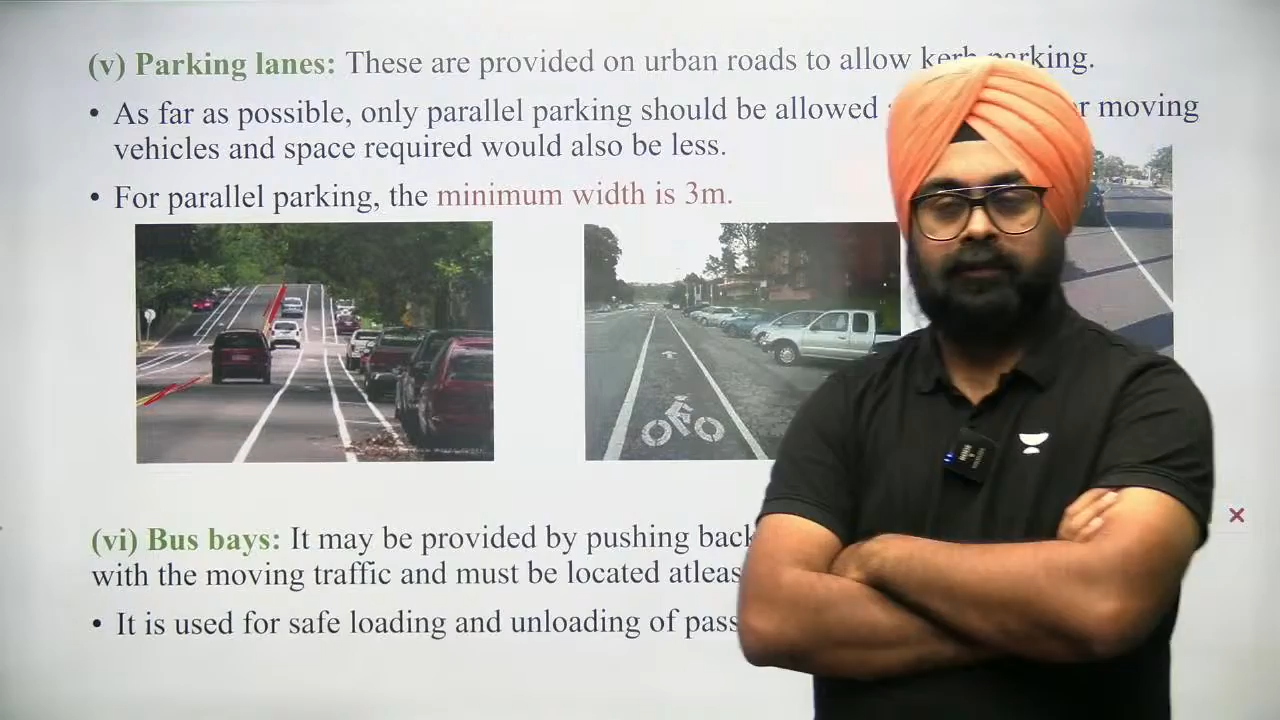 (v) Parking lanes: These are provided on urban roads to allow kerb parking.
• As far as possible, only parallel parking should be allowed moving
vehicles and space required would also be less.
• For parallel parking, the minimum width is 3m.
(vi) Bus bays: It may be provided by pushing back
with the moving traffic and must be located
• It is used for safe loading and unloading of